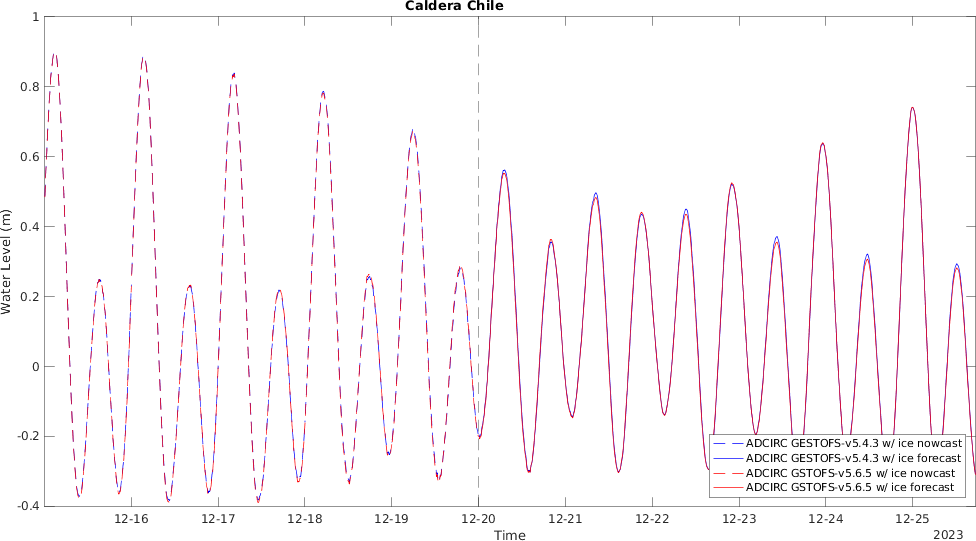 Caldera Chile
1
0.8
0.6
0.4
0.2
0
-0.2
-0.4
Water Level (m)
12-16 12-17 12-18 12-19 12-20 12-21 12-22 12-23 12-24 12-25
Time
2023
ADCIRC GESTOFS-v5.4.3 w/ ice nowcast
ADCIRC GESTOFS-v5.4.3 w/ ice forecast
ADCIRC GSTOFS-v5.6.5 w/ ice nowcast
ADCIRC GSTOFS-v5.6.5 w/ ice forecast